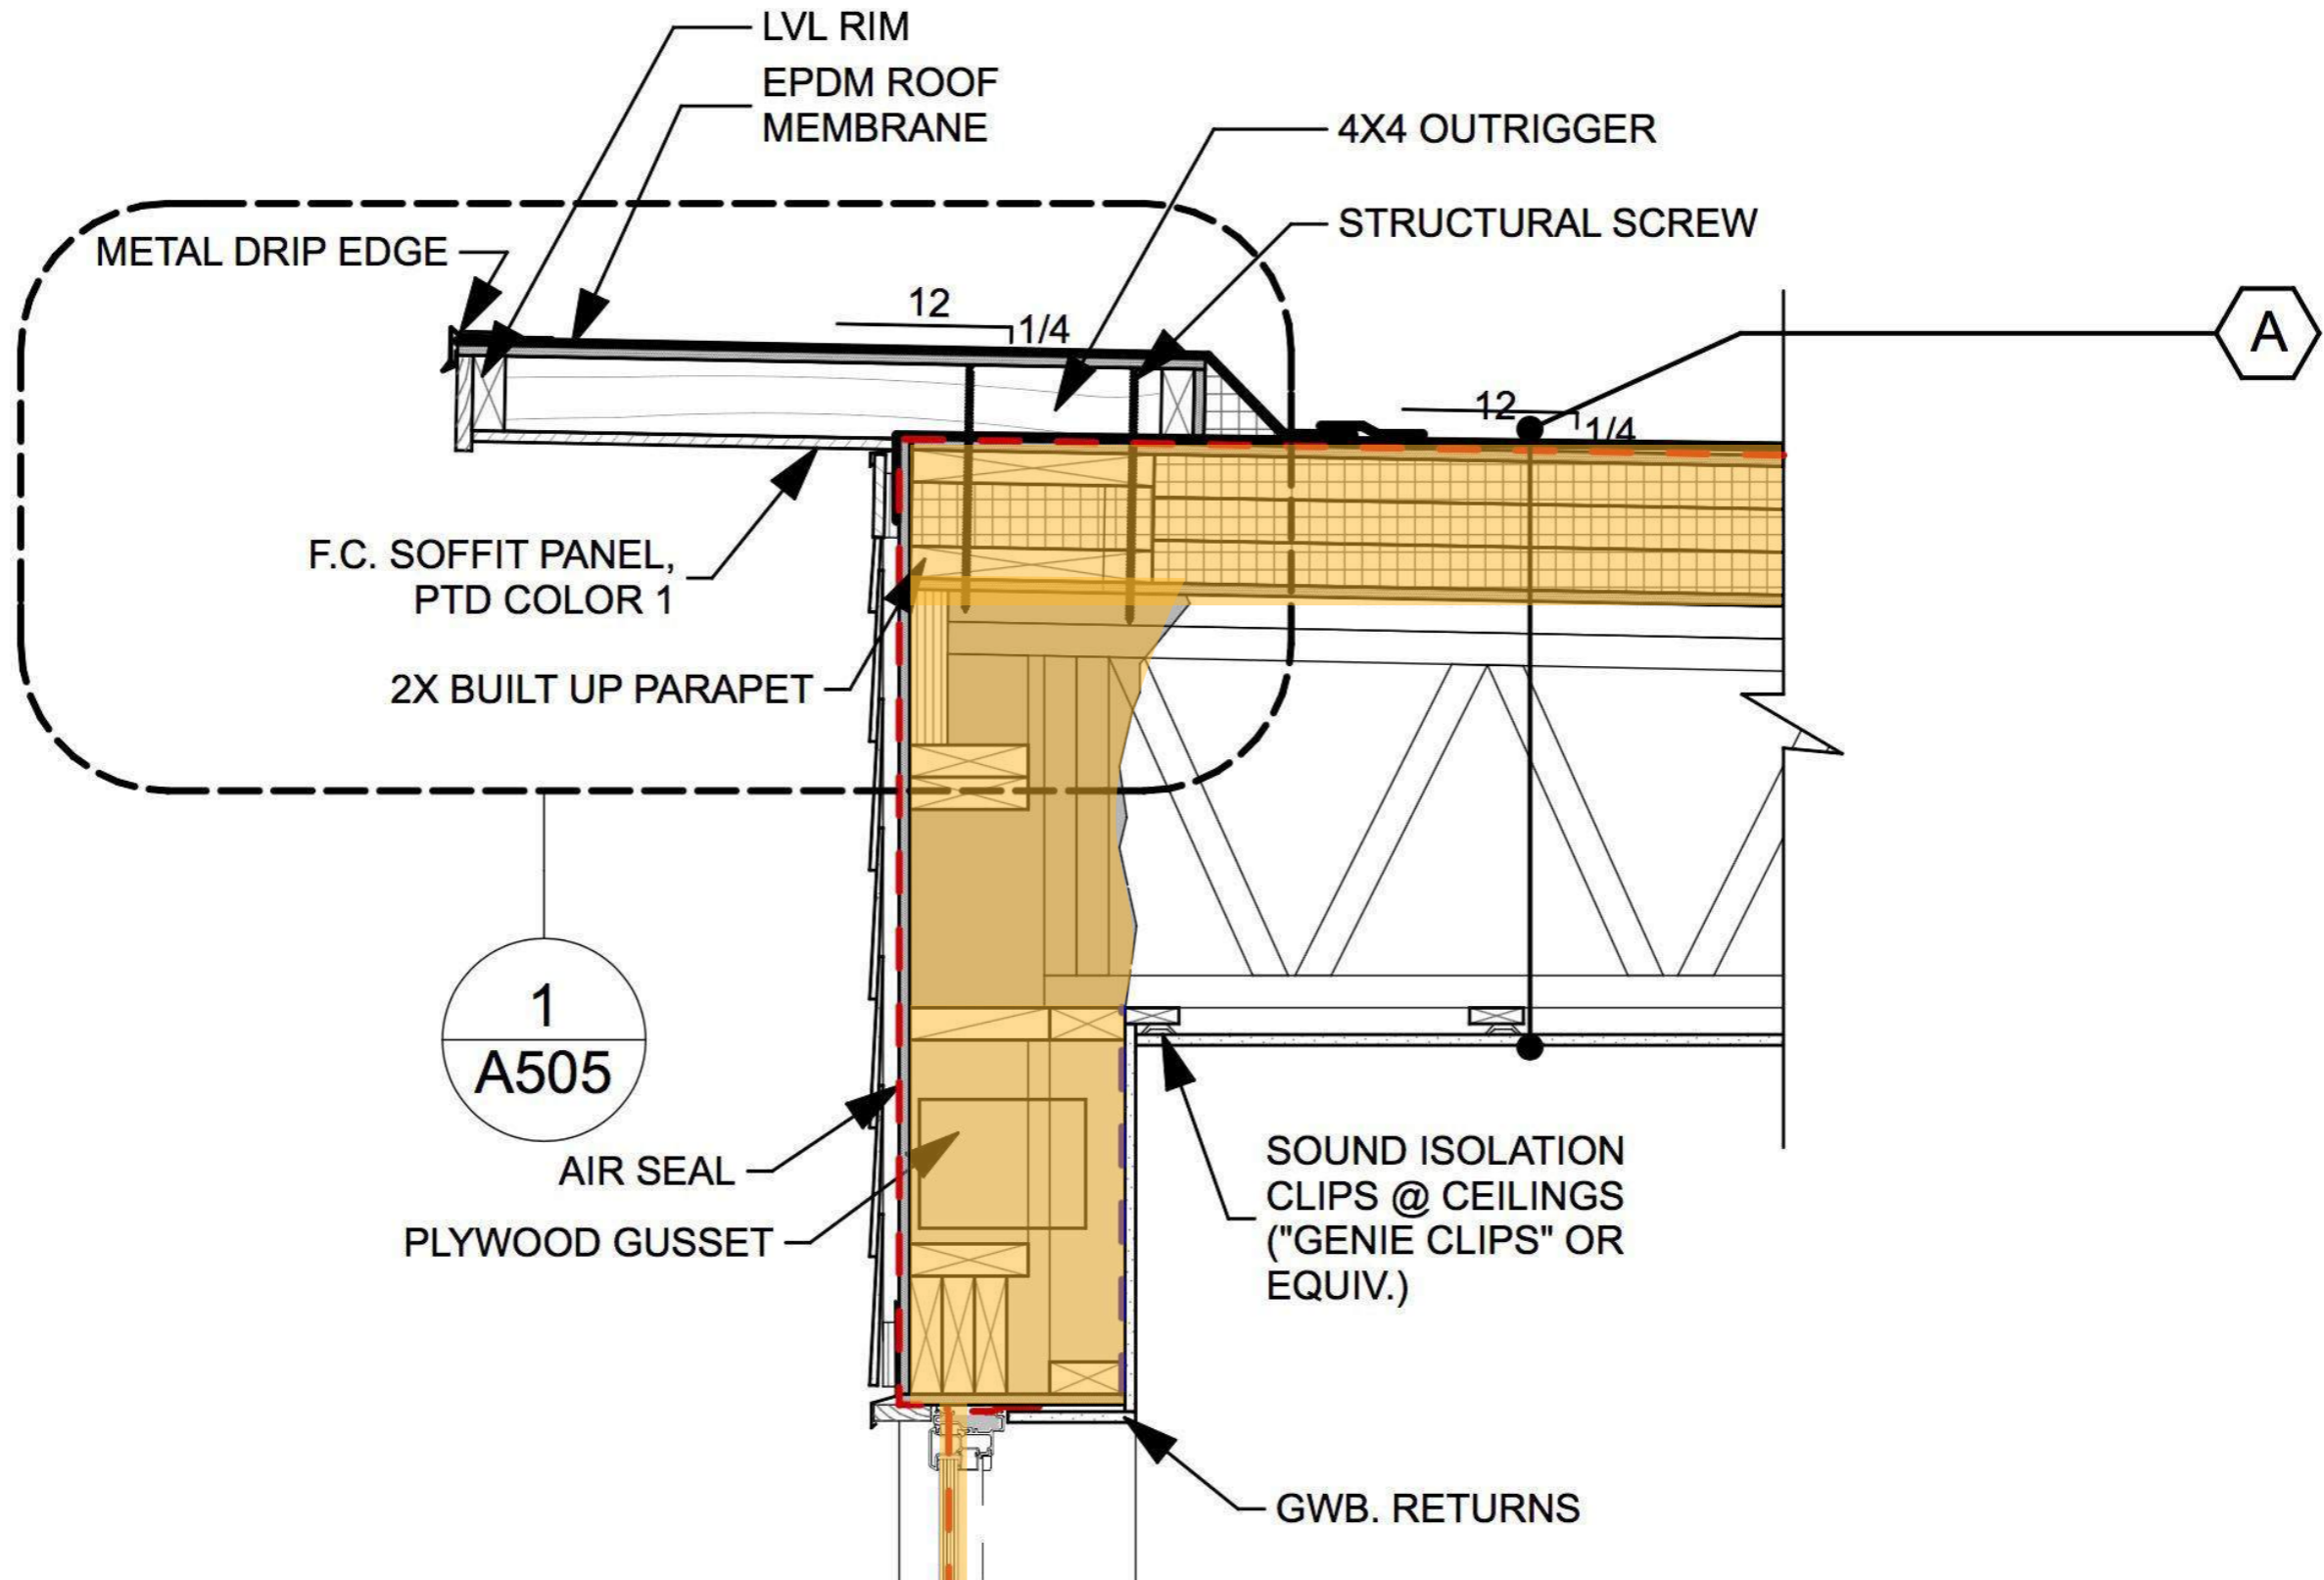 LVL RIM
EPDM ROOF
MEMBRANE
4X4 OUTRIGGER
STRUCTURAL SCREW
METAL DRIP EDGE
12
1/4
A
12
1/4
F.C. SOFFIT PANEL,
PTD COLOR 1
2X BUILT UP PARAPET
1
A505
AIR SEAL
PLYWOOD GUSSET
SOUND ISOLATION
CLIPS @ CEILINGS
("GENIE CLIPS" OR
EQUIV.)
GWB. RETURNS